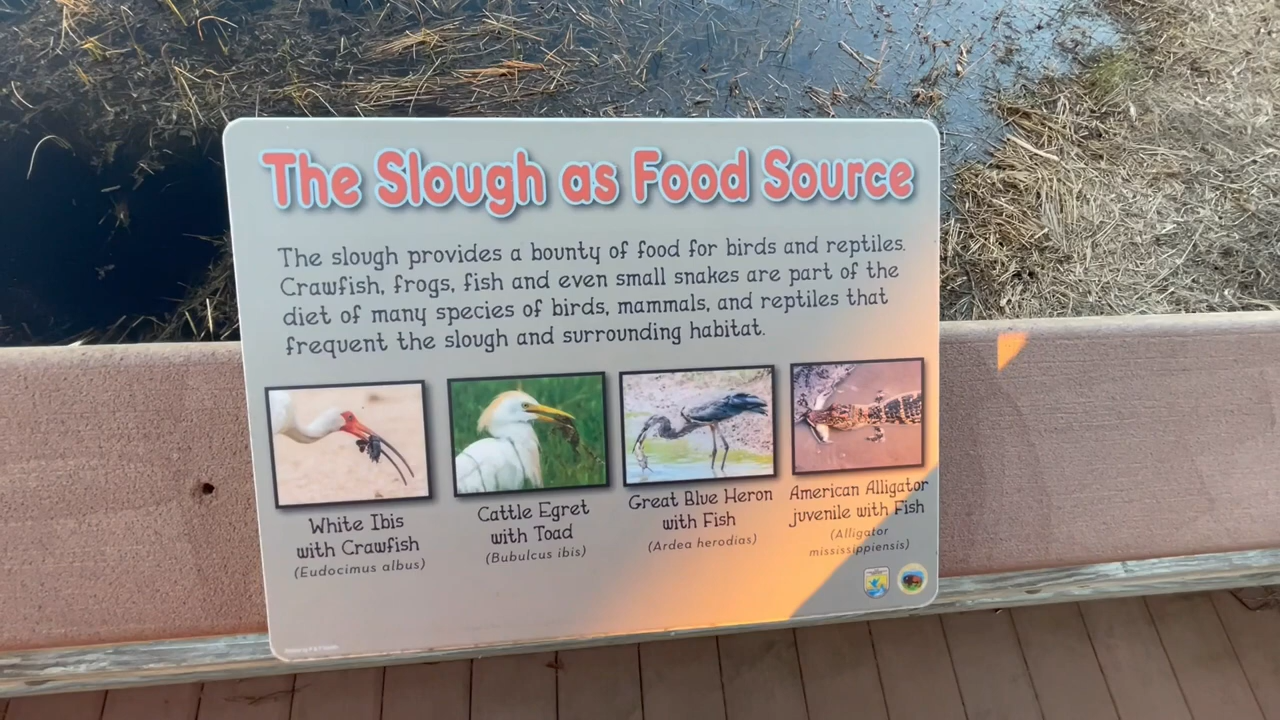 The Slough as Food Source
The slough provides a bounty of food for birds and reptiles.
Crawfish, frogs, fish and even small snakes are part of the
diet of many species of birds, mammals, and reptiles that
frequent the slough and surrounding habitat.
White Ibis
with Crawfish
(Eudocimus albus)
Cattle Egret
with Toad
(Bubulcus ibis)
Great Blue Heron
with Fish
(Ardea herodias)
American Alligator
juvenile with Fish
(Alligator
mississippiensis)